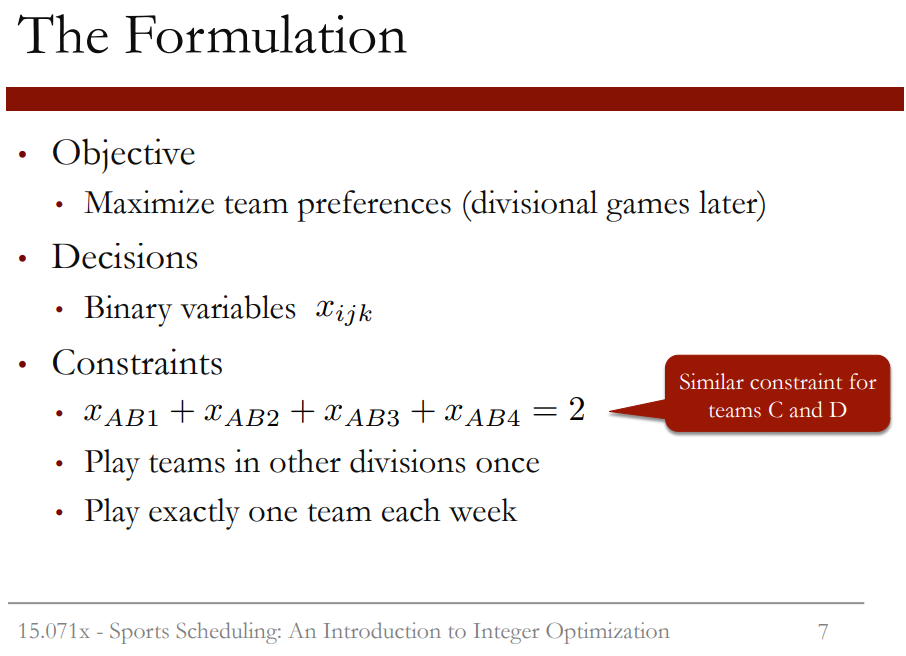 The Formulation
• Objective
• Maximize team preferences (divisional games later)
• Decisions
• Binary variables x_{ijk}
• Constraints
• x_{AB1} + x_{AB2} + x_{AB3} + x_{AB4} = 2
Similar constraint for
teams C and D
• Play teams in other divisions once
• Play exactly one team each week
15.071x - Sports Scheduling: An Introduction to Integer Optimization 7